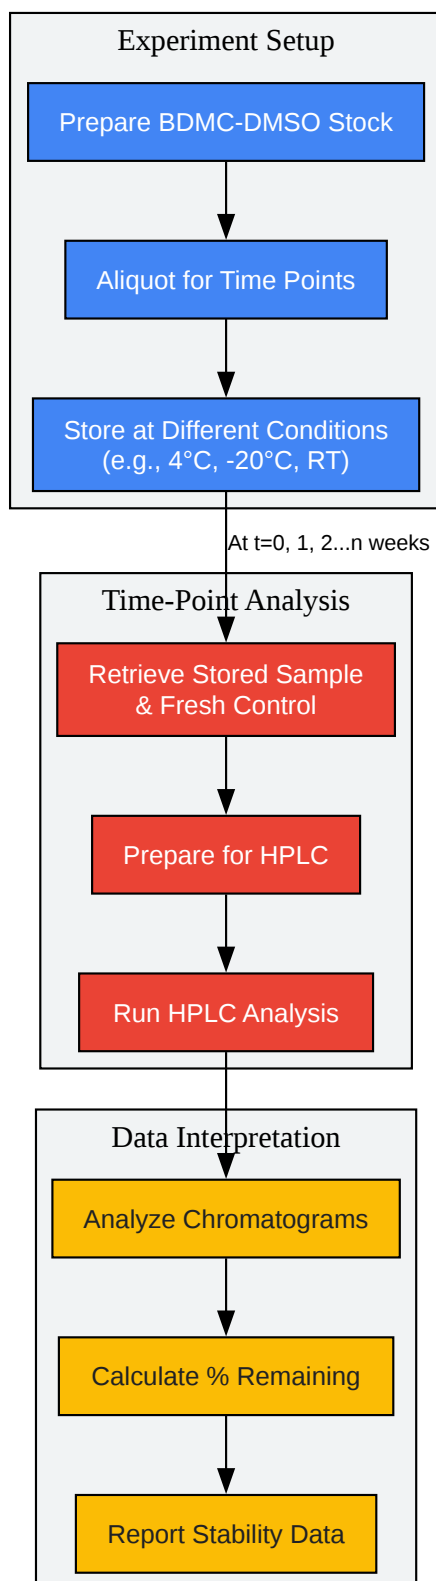 Experiment Setup
Prepare BDMC-DMSO Stock
Aliquot for Time Points
Store at Different Conditions
(e.g., 4°C, -20°C, RT)
At t=0, 1, 2...n weeks
Time-Point Analysis
Retrieve Stored Sample
& Fresh Control
Prepare for HPLC
Run HPLC Analysis
Data Interpretation
Analyze Chromatograms
Calculate % Remaining
Report Stability Data